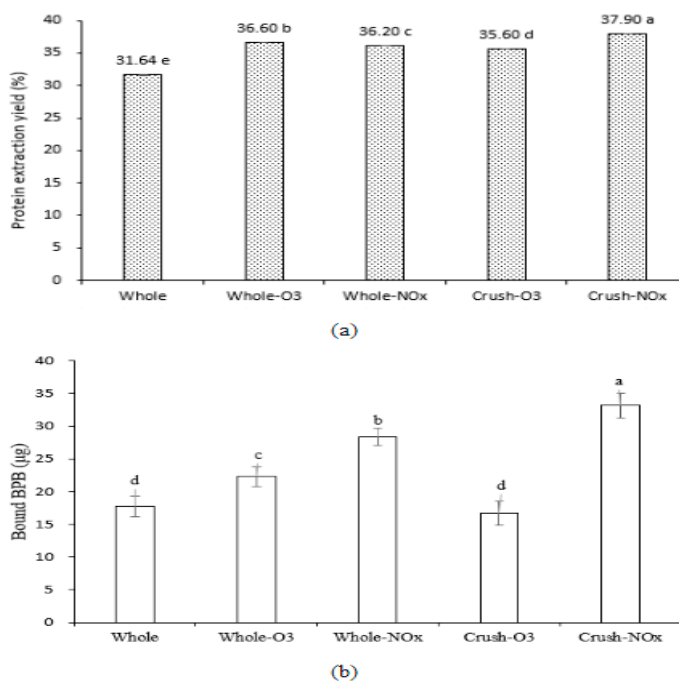 40
37.90 a
36.60 b
36.20 c
35.60 d
35
31.64 e
30
25
20
15
10
5
0
Protein extraction yield (%)
Whole Whole-O3 Whole-NOx Crush-O3 Crush-NOx
(a)
40
35
30
25
20
15
10
5
0
Bound BPB (µg)
d c b d a
Whole Whole-O3 Whole-NOx Crush-O3 Crush-NOx
(b)